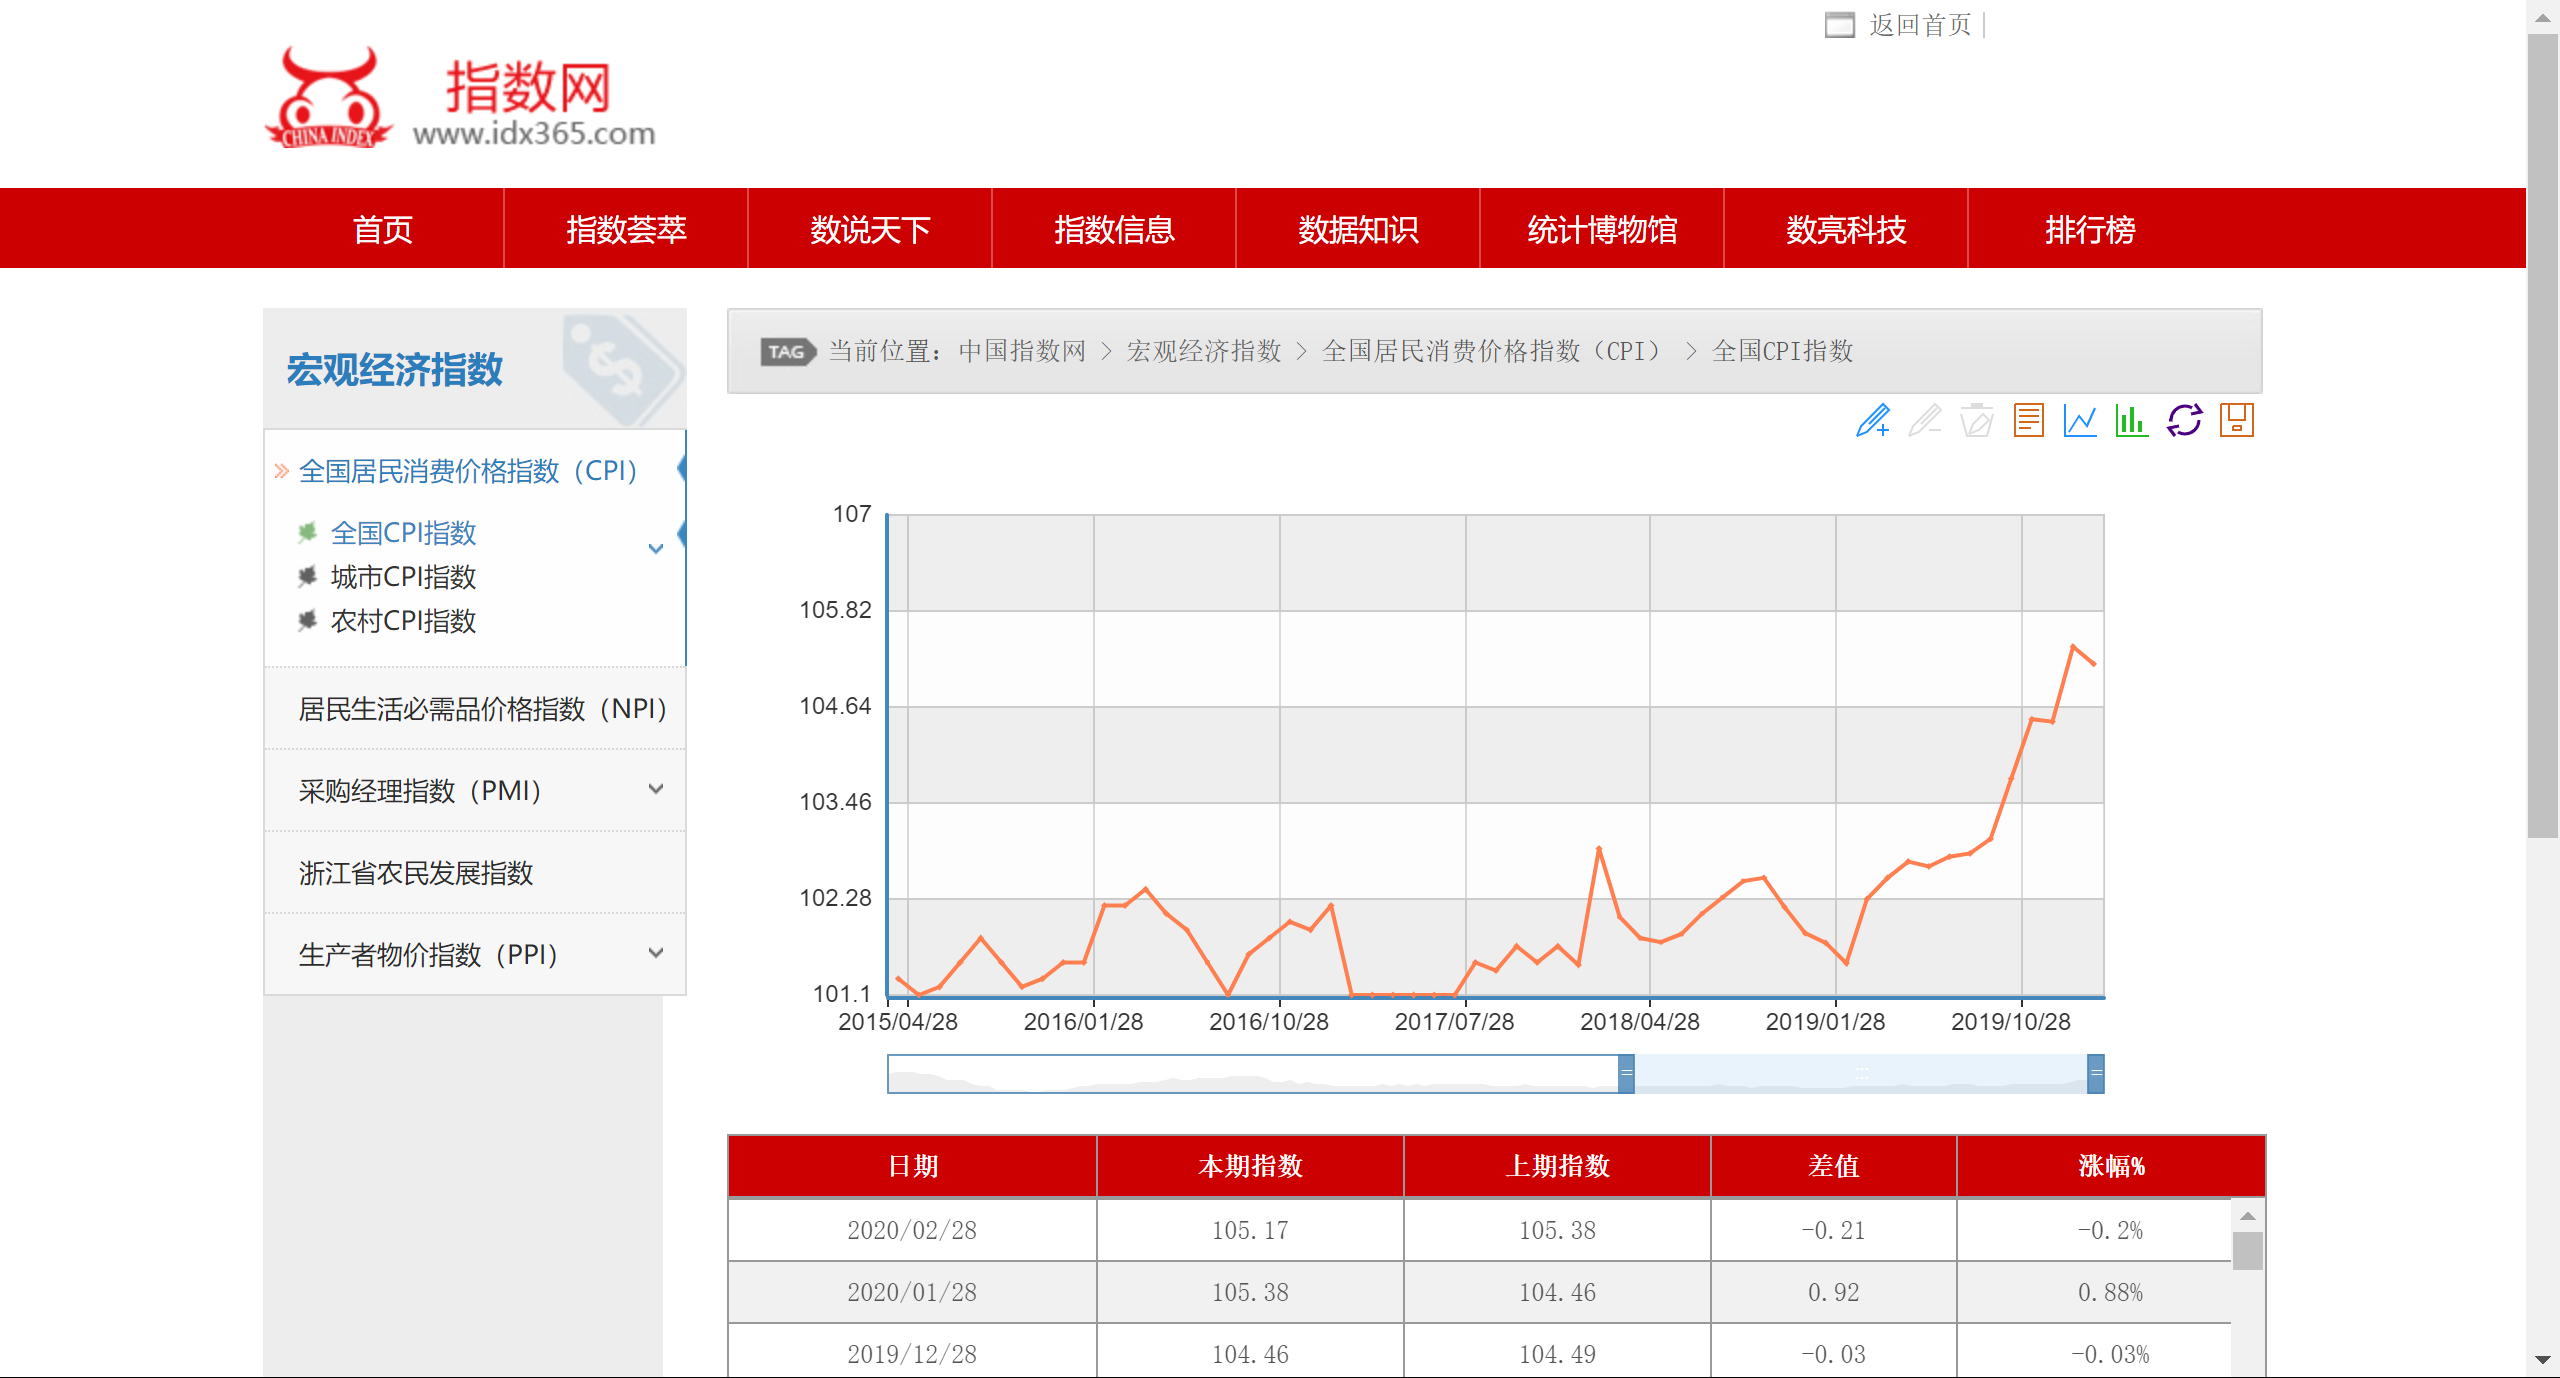 返回首页
CHINA INDEX
指数网
www.idx365.com
首页 指数荟萃 数说天下 指数信息 数据知识 统计博物馆 数亮科技 排行榜
宏观经济指数
全国居民消费价格指数（CPI）
全国CPI指数
城市CPI指数
农村CPI指数
居民生活必需品价格指数（NPI）
采购经理指数（PMI）
浙江省农民发展指数
生产者物价指数（PPI）
TAG 当前位置：中国指数网 > 宏观经济指数 > 全国居民消费价格指数（CPI） > 全国CPI指数
107
105.82
104.64
103.46
102.28
101.1
2015/04/28 2016/01/28 2016/10/28 2017/07/28 2018/04/28 2019/01/28 2019/10/28
日期 本期指数 上期指数 差值 涨幅%
2020/02/28 105.17 105.38 -0.21 -0.2%
2020/01/28 105.38 104.46 0.92 0.88%
2019/12/28 104.46 104.49 -0.03 -0.03%